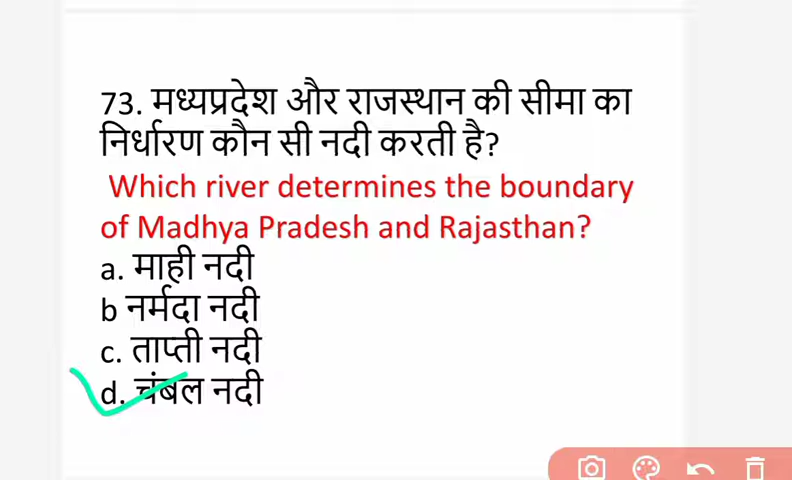 73. मध्यप्रदेश और राजस्थान की सीमा का
निर्धारण कौन सी नदी करती है?
Which river determines the boundary
of Madhya Pradesh and Rajasthan?
a. माही नदी
b नर्मदा नदी
c. ताप्ती नदी
d. चंबल नदी